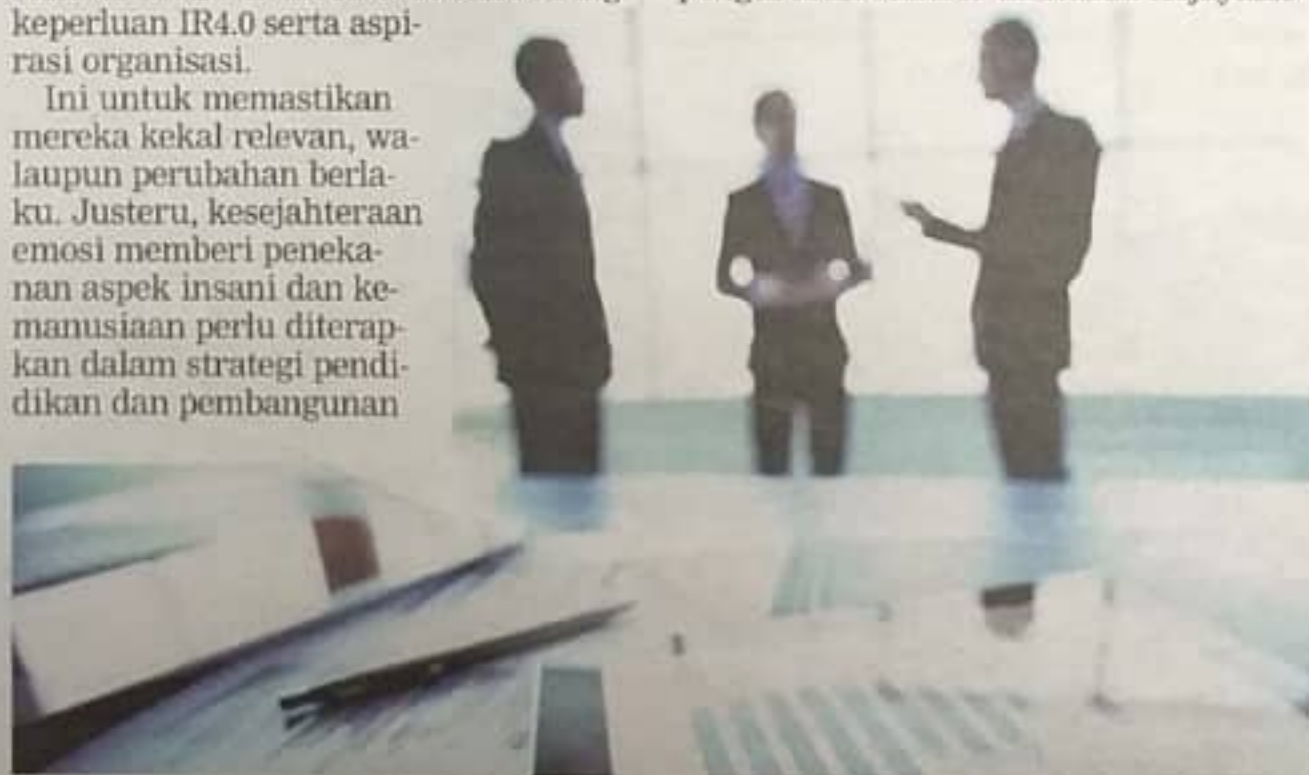 keperluan IR4.0 serta aspi-
rasi organisasi.
Ini untuk memastikan
mereka kekal relevan, wa-
laupun perubahan berla-
ku. Justeru, kesejahteraan
emosi memberi peneka-
nan aspek insani dan ke-
manusiaan perlu diterap-
kan dalam strategi pendi-
dikan dan pembangunan